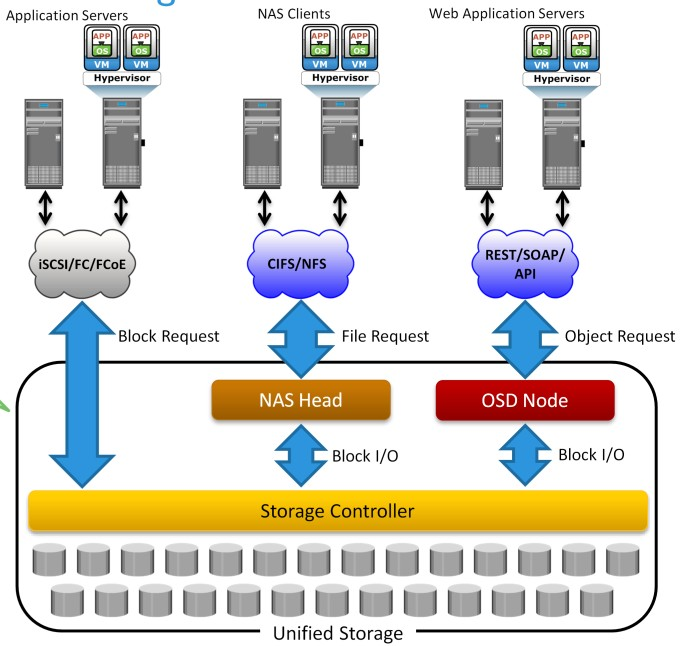 Application Servers
NAS Clients
Web Application Servers
APP APP
OS OS
VM VM
Hypervisor
APP APP
OS OS
VM VM
Hypervisor
APP APP
OS OS
VM VM
Hypervisor
iSCSI/FC/FCoE
CIFS/NFS
REST/SOAP/
API
Block Request
File Request
Object Request
NAS Head
OSD Node
Block I/O
Block I/O
Storage Controller
Unified Storage